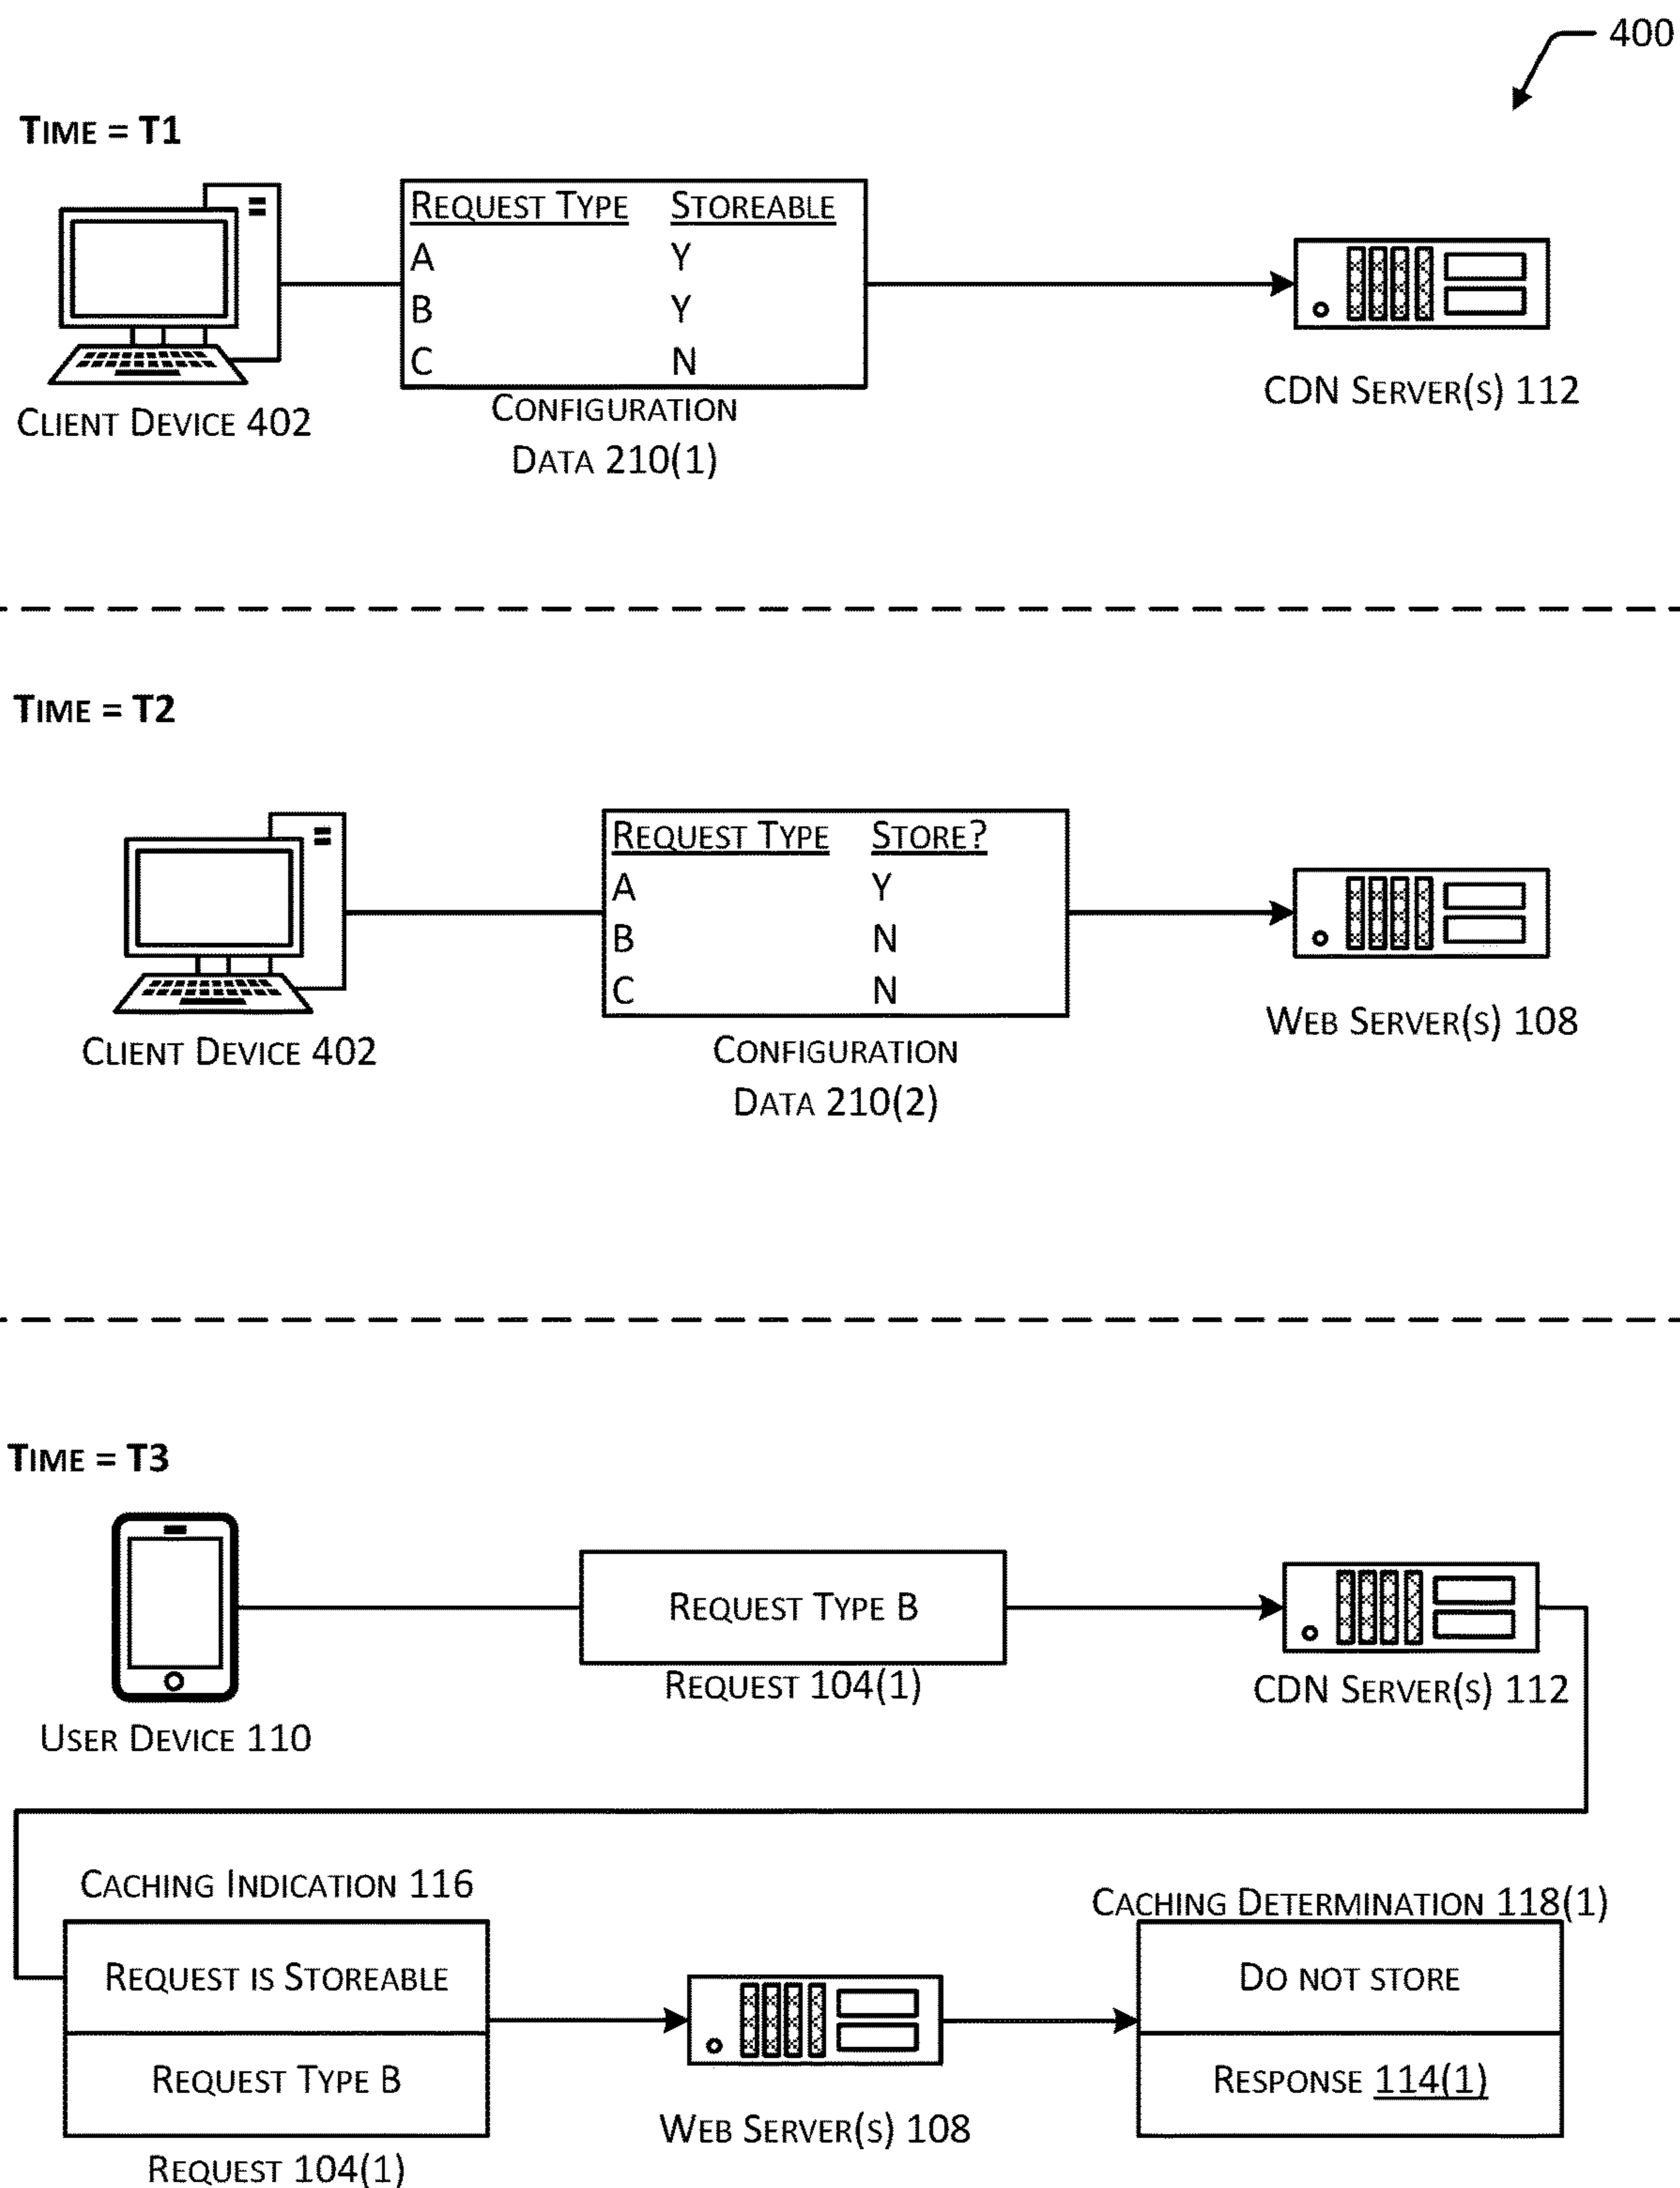 400
TIME = T1
REQUEST TYPE STOREABLE
A Y
B Y
C N
CLIENT DEVICE 402
CONFIGURATION
DATA 210(1)
CDN SERVER(S) 112
TIME = T2
REQUEST TYPE STORE?
A Y
B N
C N
CLIENT DEVICE 402
CONFIGURATION
DATA 210(2)
WEB SERVER(S) 108
TIME = T3
REQUEST TYPE B
REQUEST 104(1)
USER DEVICE 110
CDN SERVER(S) 112
CACHING INDICATION 116
REQUEST IS STOREABLE
REQUEST TYPE B
REQUEST 104(1)
WEB SERVER(S) 108
CACHING DETERMINATION 118(1)
DO NOT STORE
RESPONSE 114(1)